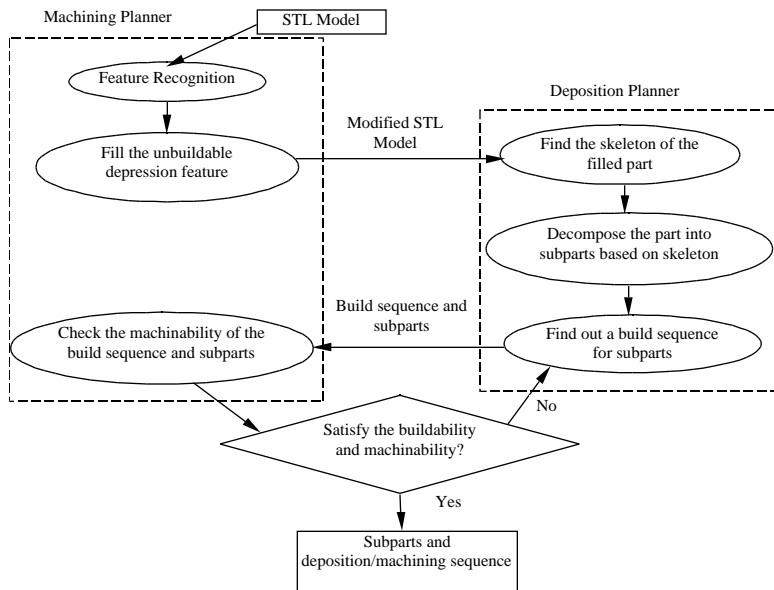 Machining Planner
STL Model
Feature Recognition
Fill the unbuildable
depression feature
Modified STL
Model
Deposition Planner
Find the skeleton of the
filled part
Decompose the part into
subparts based on skeleton
Find out a build sequence
for subparts
Build sequence and
subparts
Check the machinability of the
build sequence and subparts
Satisfy the buildability
and machinability?
No
Yes
Subparts and
deposition/machining sequence